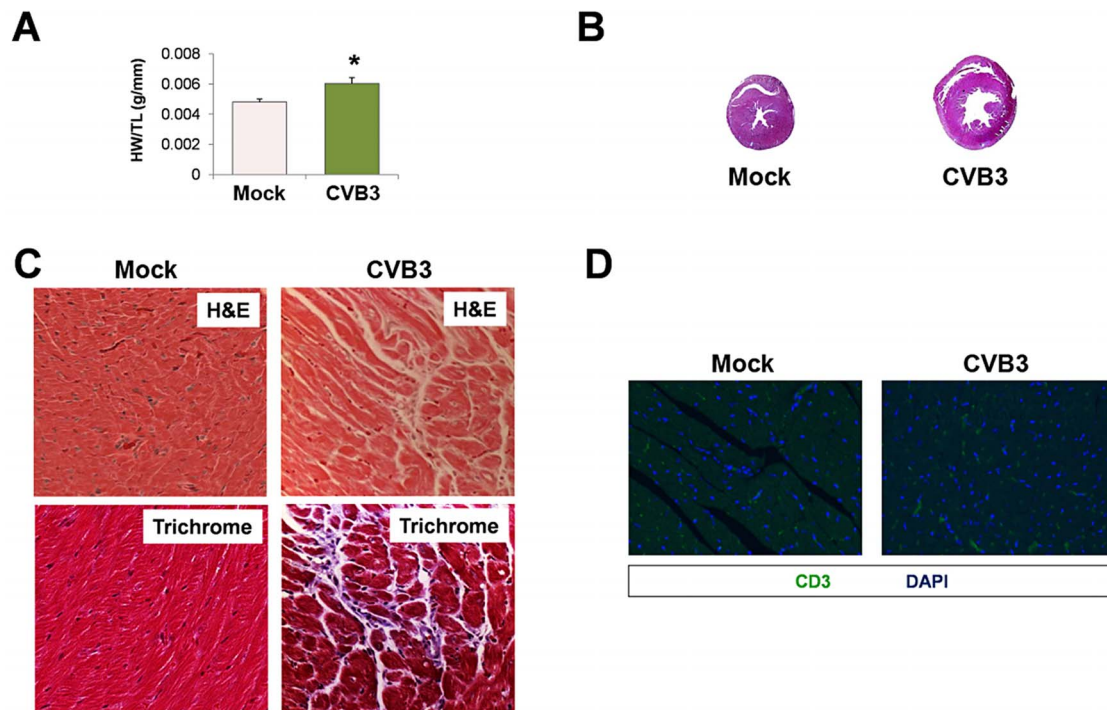 A
0.008
0.006
0.004
0.002
0
HW/TL (g/mm)
*
Mock CVB3
B
Mock CVB3
C
Mock CVB3
H&E H&E
Trichrome Trichrome
D
Mock CVB3
CD3 DAPI